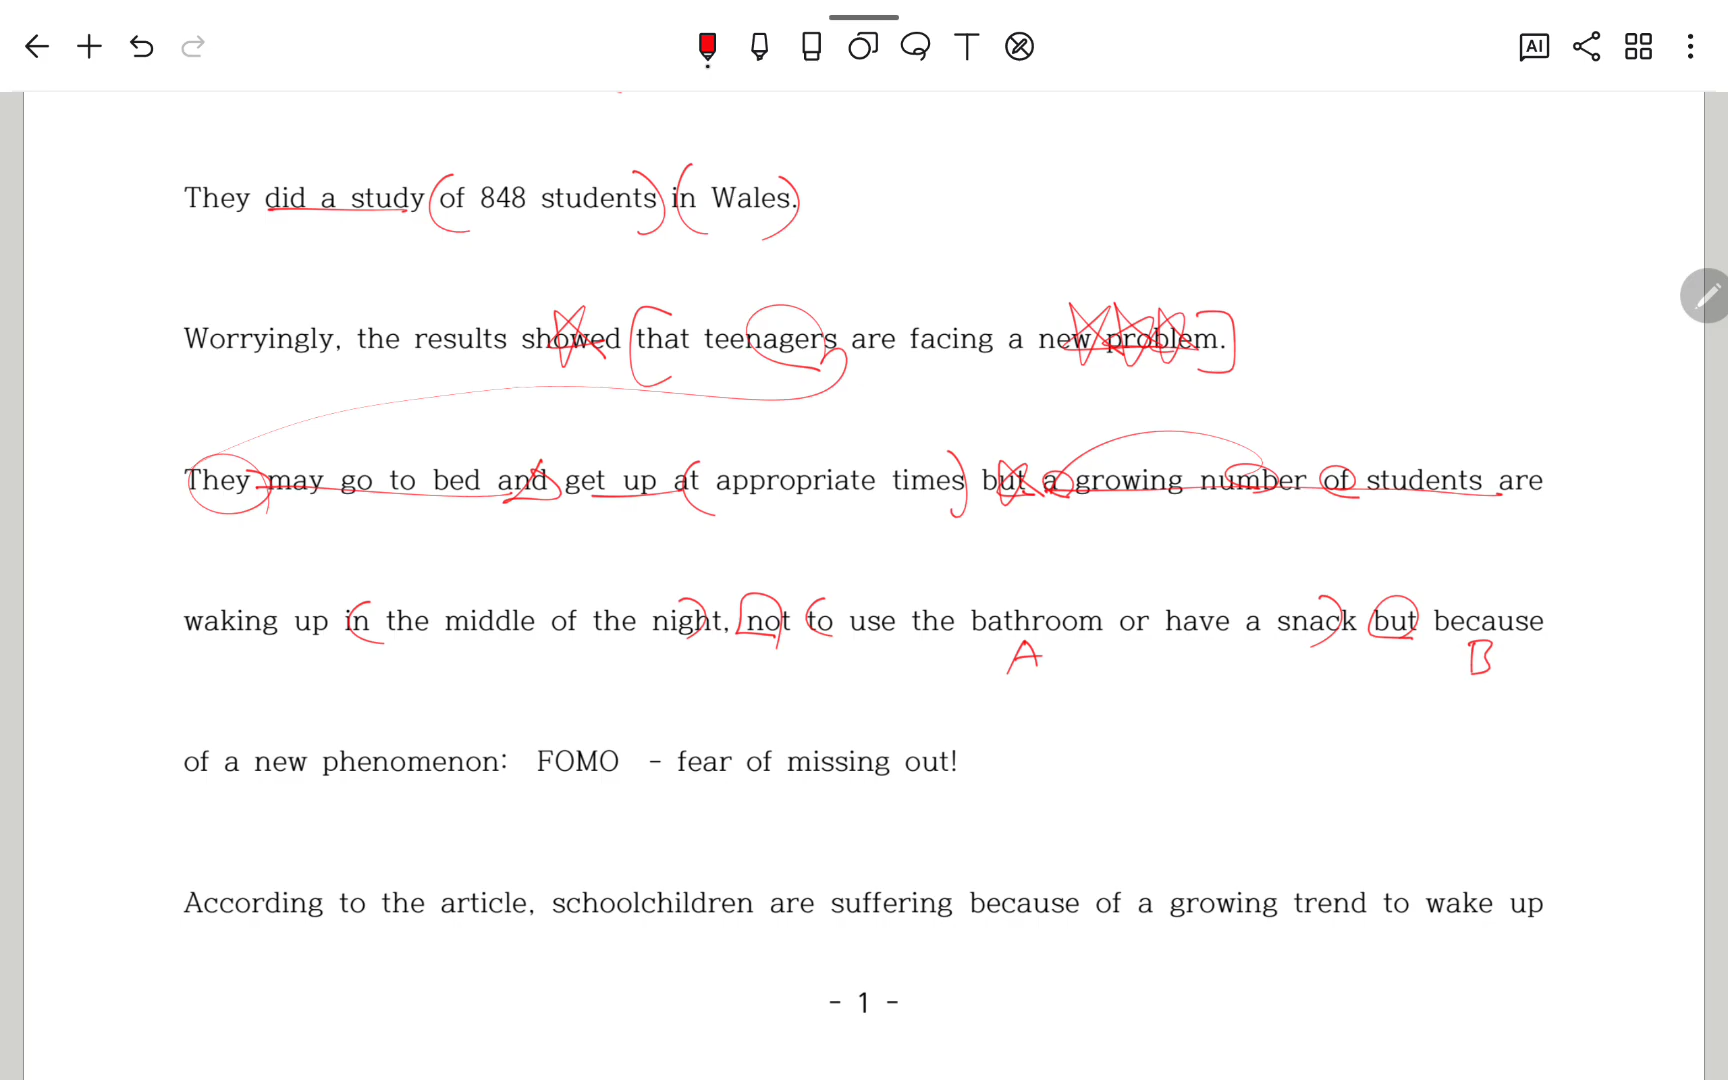 AI
T
They did a study of 848 students in Wales.
Worryingly, the results showed that teenagers are facing a new problem.
They may go to bed and get up at appropriate times but a growing number of students are
waking up in the middle of the night, not to use the bathroom or have a snack but because
A B
of a new phenomenon: FOMO - fear of missing out!
According to the article, schoolchildren are suffering because of a growing trend to wake up
- 1 -